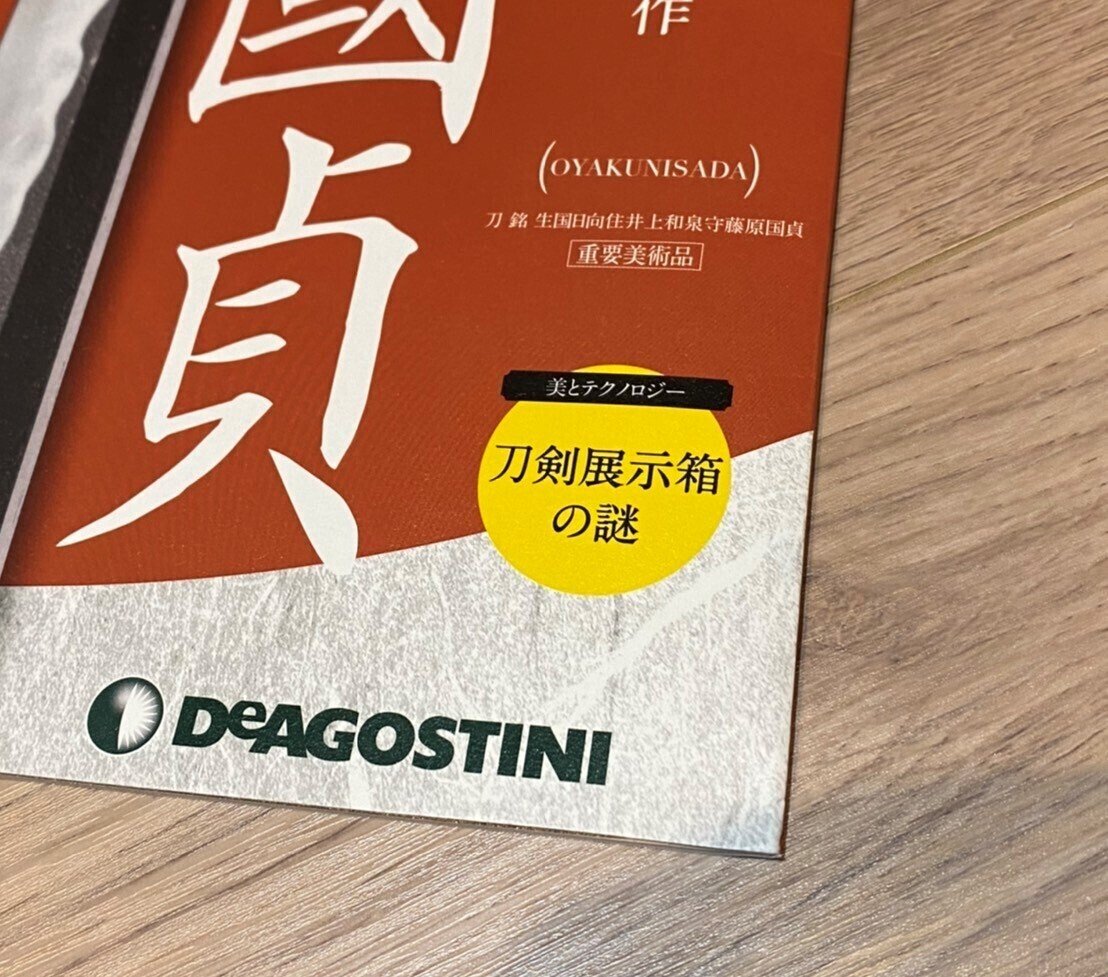 作
國貞
(OYAKUNISADA)
刀 銘 生国日向住井上和泉守藤原国貞
重要美術品
美とテクノロジー
刀剣展示箱
の謎
DeAGOSTINI